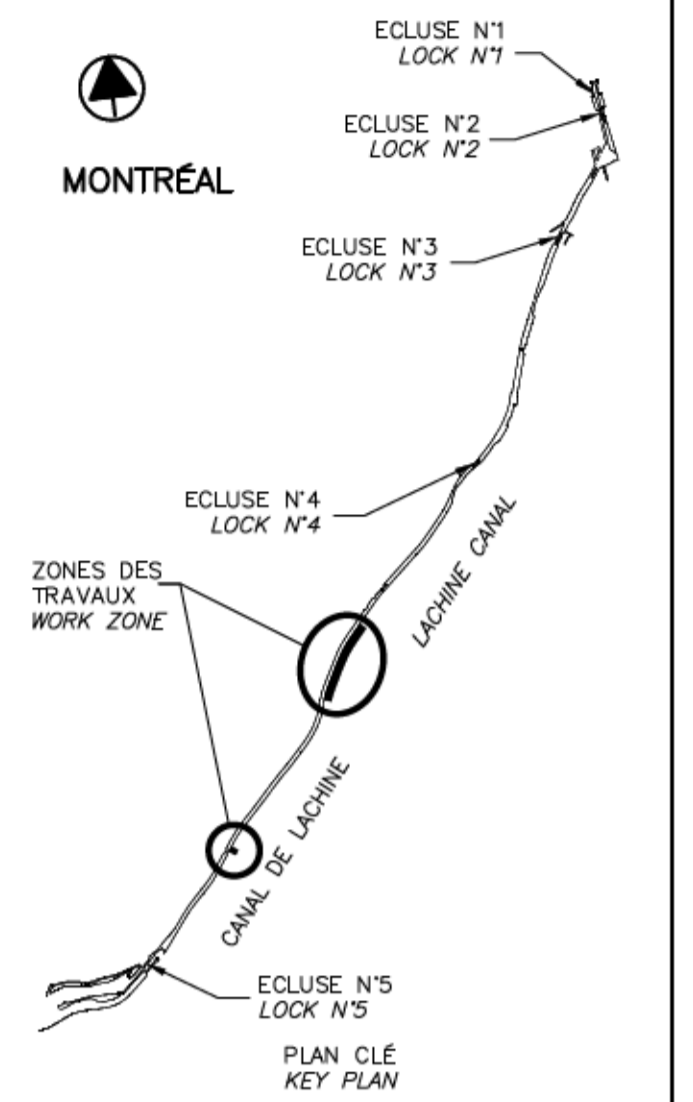 ECLUSE N°1
LOCK N°1
ECLUSE N°2
LOCK N°2
MONTRÉAL
ECLUSE N°3
LOCK N°3
ECLUSE N°4
LOCK N°4
LACHINE CANAL
ZONES DES
TRAVAUX
WORK ZONE
CANAL DE LACHINE
ECLUSE N°5
LOCK N°5
PLAN CLÉ
KEY PLAN